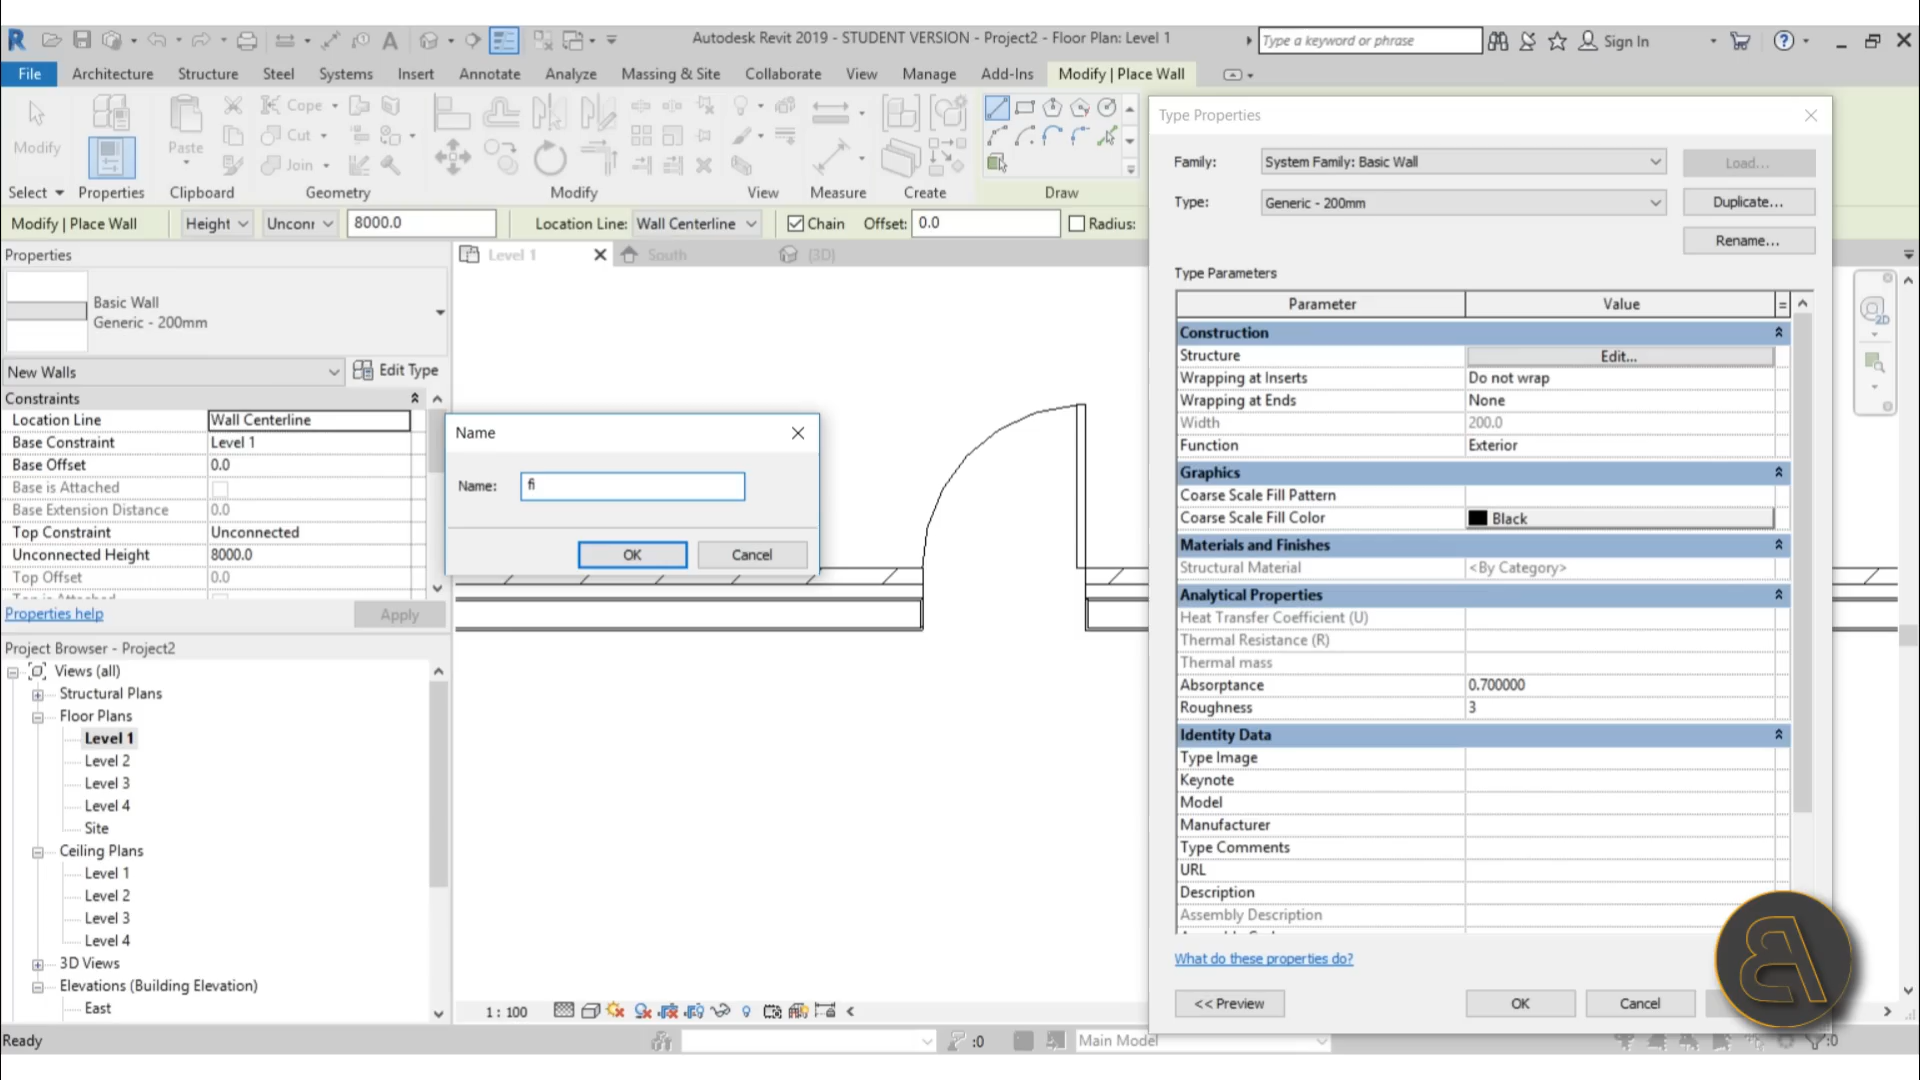 Autodesk Revit 2019 - STUDENT VERSION - Project2 - Floor Plan: Level 1
Type a keyword or phrase
Sign In
File Architecture Structure Steel Systems Insert Annotate Analyze Massing & Site Collaborate View Manage Add-Ins Modify | Place Wall
Modify
Paste
Cope
Cut
Join
Select Properties Clipboard Geometry Modify View Measure Create Draw
Modify | Place Wall Height Unconr 8000.0 Location Line: Wall Centerline Chain Offset: 0.0 Radius:
Properties
Level 1 South {3D}
Basic Wall
Generic - 200mm
New Walls Edit Type
Constraints
Location Line Wall Centerline
Base Constraint Level 1
Base Offset 0.0
Base is Attached
Base Extension Distance 0.0
Top Constraint Unconnected
Unconnected Height 8000.0
Top Offset 0.0
Properties help Apply
Project Browser - Project2
Views (all)
Structural Plans
Floor Plans
Level 1
Level 2
Level 3
Level 4
Site
Ceiling Plans
Level 1
Level 2
Level 3
Level 4
3D Views
Elevations (Building Elevation)
East
Name
Name: fi
OK Cancel
Type Properties
Family: System Family: Basic Wall Load...
Type: Generic - 200mm Duplicate...
Rename...
Type Parameters
Parameter Value =
Construction
Structure Edit...
Wrapping at Inserts Do not wrap
Wrapping at Ends None
Width 200.0
Function Exterior
Graphics
Coarse Scale Fill Pattern
Coarse Scale Fill Color Black
Materials and Finishes
Structural Material <By Category>
Analytical Properties
Heat Transfer Coefficient (U)
Thermal Resistance (R)
Thermal mass
Absorptance 0.700000
Roughness 3
Identity Data
Type Image
Keynote
Model
Manufacturer
Type Comments
URL
Description
Assembly Description
What do these properties do?
<< Preview OK Cancel
2D
1 : 100
Ready :0 Main Model :0